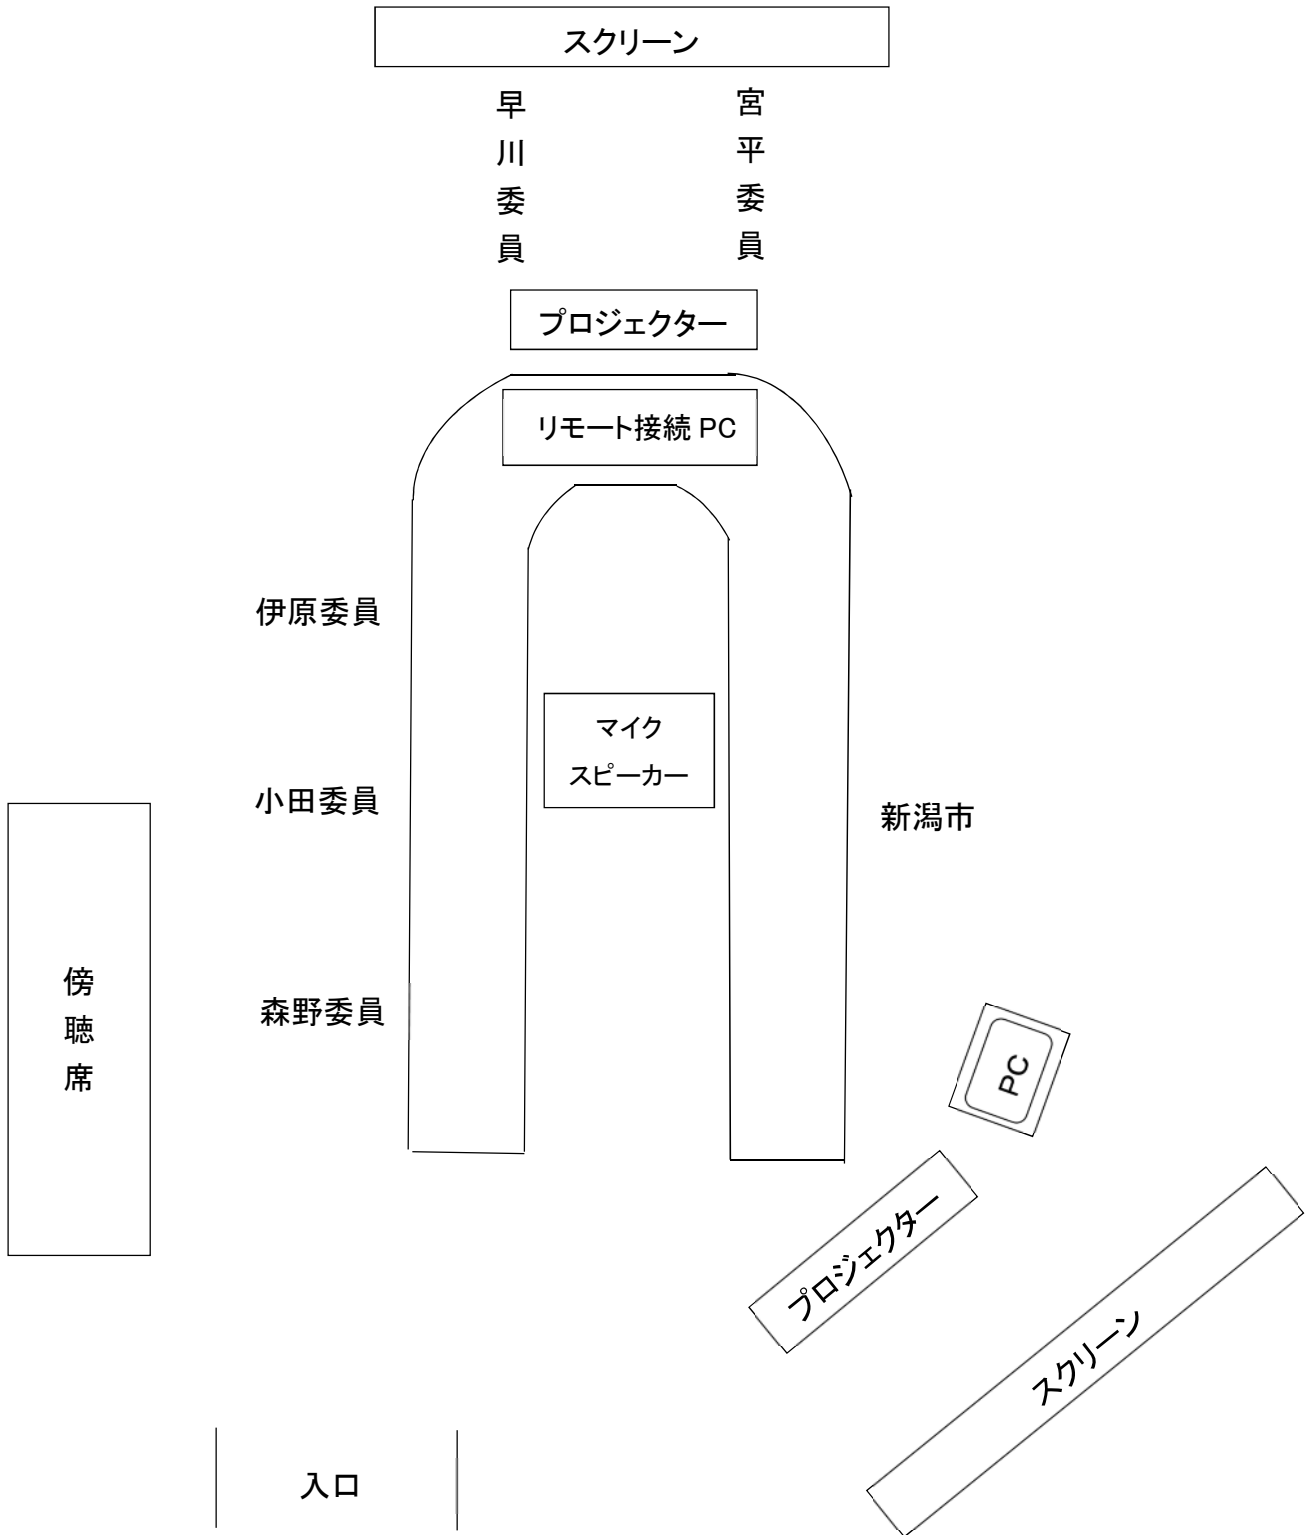 スクリーン
早川委員
宮平委員
プロジェクター
リモート接続 PC
伊原委員
マイク
スピーカー
小田委員
新潟市
傍聴席
森野委員
PC
プロジェクター
スクリーン
入口